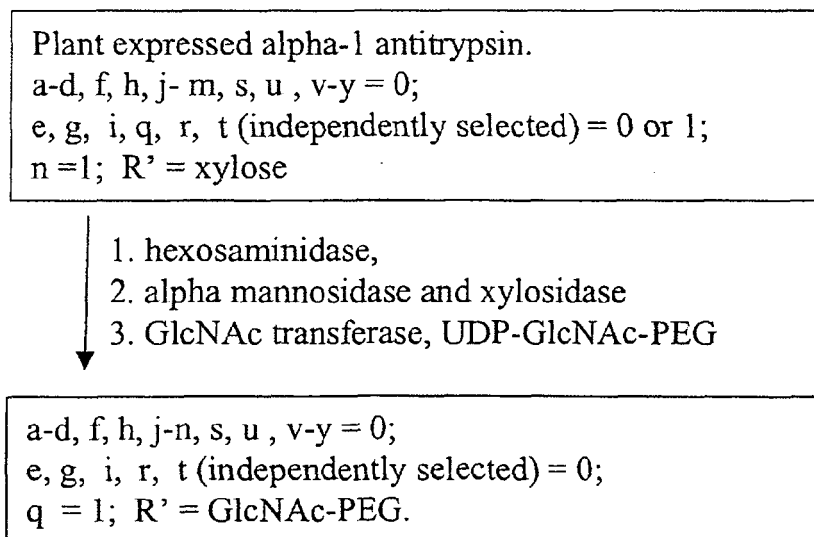 Plant expressed alpha-1 antitrypsin.
a-d, f, h, j- m, s, u , v-y = 0;
e, g, i, q, r, t (independently selected) = 0 or 1;
n =1; R' = xylose
1. hexosaminidase,
2. alpha mannosidase and xylosidase
3. GlcNAc transferase, UDP-GlcNAc-PEG
a-d, f, h, j-n, s, u , v-y = 0;
e, g, i, r, t (independently selected) = 0;
q = 1; R' = GlcNAc-PEG.